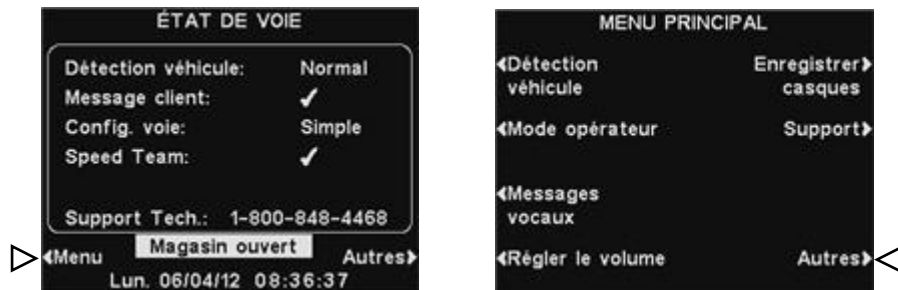 ÉTAT DE VOIE
Détection véhicule: Normal
Message client: ✓
Config. voie: Simple
Speed Team: ✓
Support Tech.: 1-800-848-4468
Magasin ouvert
Menu Autres
Lun. 06/04/12 08:36:37
MENU PRINCIPAL
Détection Enregistrer
véhicule casques
Mode opérateur Support
Messages
vocaux
Régler le volume Autres